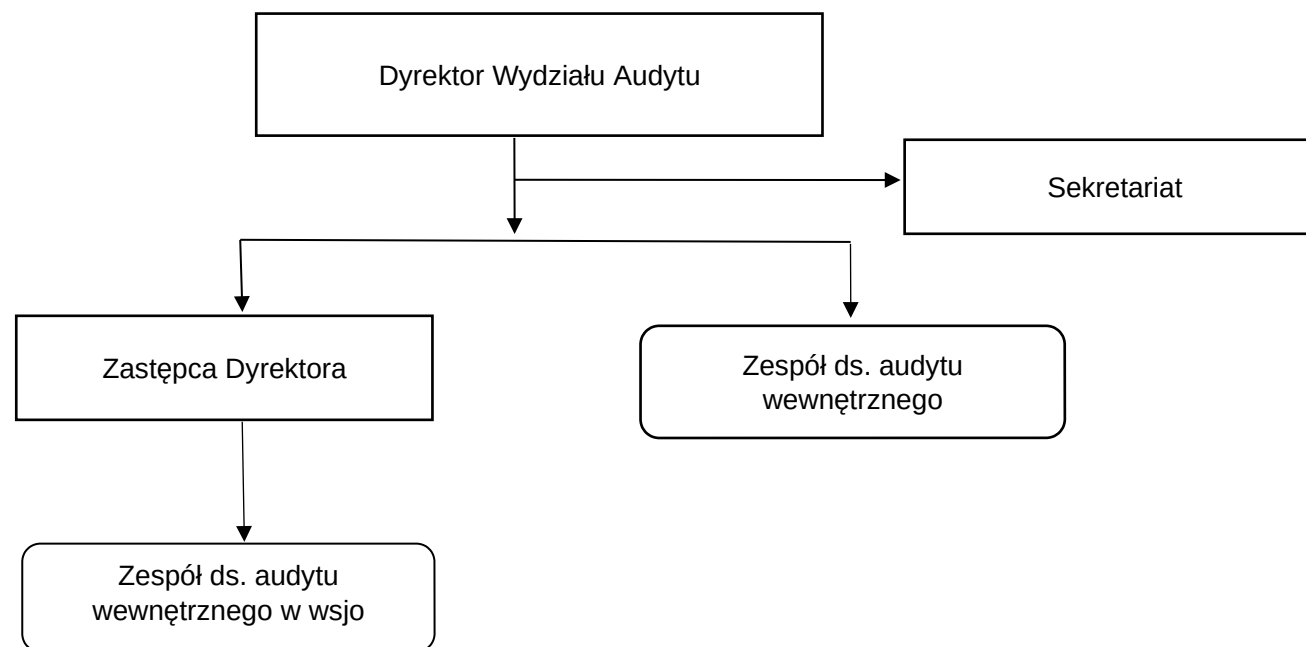 Dyrektor Wydziału Audytu
Sekretariat
Zastępca Dyrektora
Zespół ds. audytu
wewnętrznego
Zespół ds. audytu
wewnętrznego w wsjo